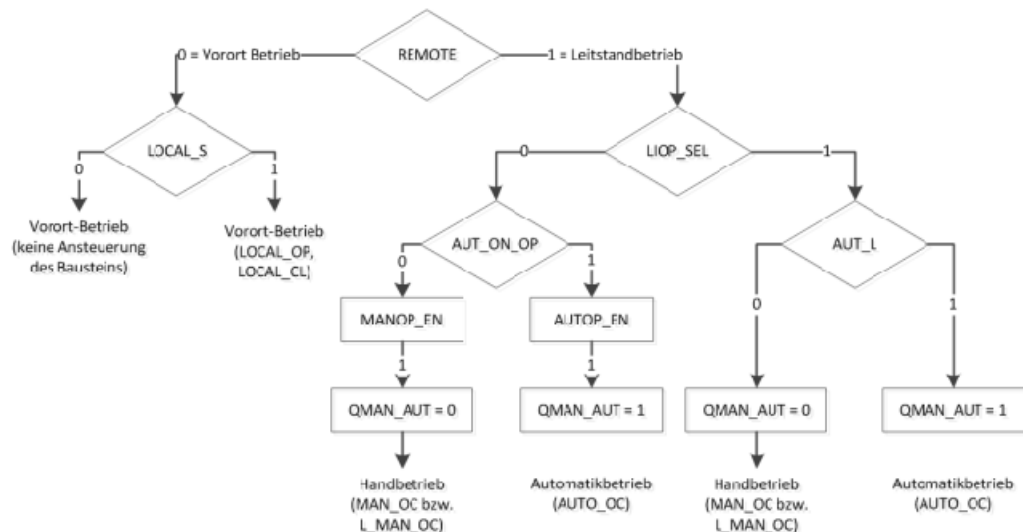 0 = Vorort Betrieb
REMOTE
1 = Leitstandbetrieb
LOCAL_S
0
LIOP_SEL
1
0
1
Vorort-Betrieb
(keine Ansteuerung
des Bausteins)
Vorort-Betrieb
(LOCAL_OP,
LOCAL_CL)
AUT_ON_OP
AUT_L
0
1
0
1
MANOP_EN
AUTOP_EN
1
1
QMAN_AUT = 0
QMAN_AUT = 1
QMAN_AUT = 0
QMAN_AUT = 1
Handbetrieb
(MAN_OC bzw.
L_MAN_OC)
Automatikbetrieb
(AUTO_OC)
Handbetrieb
(MAN_OC bzw.
L_MAN_OC)
Automatikbetrieb
(AUTO_OC)